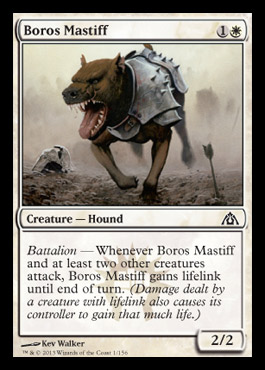 Boros Mastiff 1
Creature — Hound
Battalion — Whenever Boros Mastiff
and at least two other creatures
attack, Boros Mastiff gains lifelink
until end of turn. (Damage dealt by
a creature with lifelink also causes its
controller to gain that much life.)
Kev Walker
2/2
™ & © 2013 Wizards of the Coast 1/156